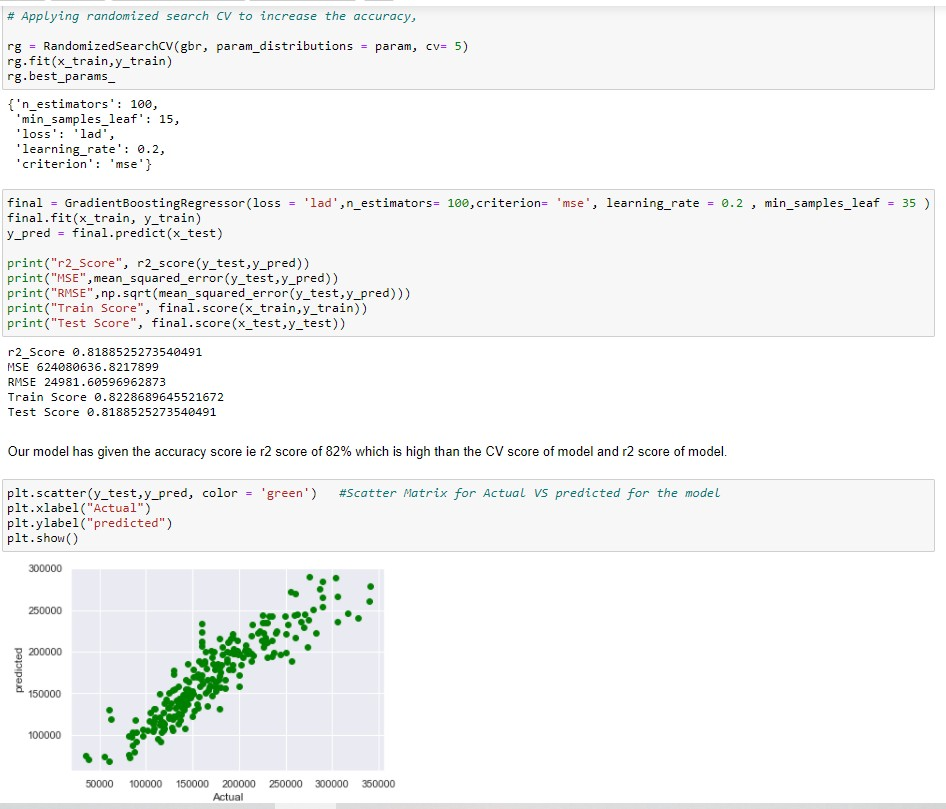 # Applying randomized search CV to increase the accuracy,
rg = RandomizedSearchCV(gbr, param_distributions = param, cv= 5)
rg.fit(x_train,y_train)
rg.best_params_
{'n_estimators': 100,
'min_samples_leaf': 15,
'loss': 'lad',
'learning_rate': 0.2,
'criterion': 'mse'}
final = GradientBoostingRegressor(loss = 'lad',n_estimators= 100,criterion= 'mse', learning_rate = 0.2 , min_samples_leaf = 35 )
final.fit(x_train, y_train)
y_pred = final.predict(x_test)
print("r2_Score", r2_score(y_test,y_pred))
print("MSE",mean_squared_error(y_test,y_pred))
print("RMSE",np.sqrt(mean_squared_error(y_test,y_pred)))
print("Train Score", final.score(x_train,y_train))
print("Test Score", final.score(x_test,y_test))
r2_Score 0.8188525273540491
MSE 624080636.8217899
RMSE 24981.60596962873
Train Score 0.8228689645521672
Test Score 0.8188525273540491
Our model has given the accuracy score ie r2 score of 82% which is high than the CV score of model and r2 score of model.
plt.scatter(y_test,y_pred, color = 'green')   #Scatter Matrix for Actual VS predicted for the model
plt.xlabel("Actual")
plt.ylabel("predicted")
plt.show()
300000
250000
200000
150000
100000
predicted
50000 100000 150000 200000 250000 300000 350000
Actual